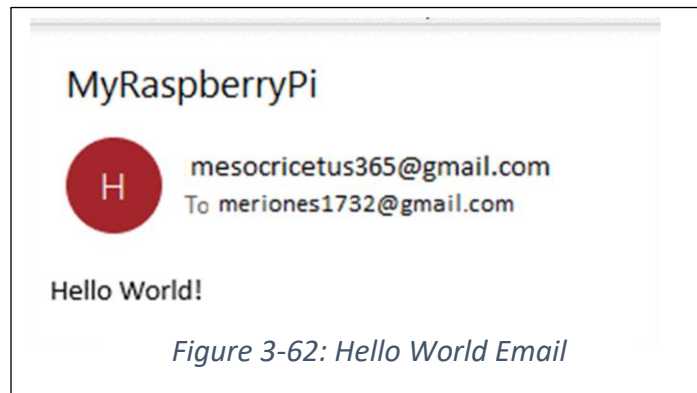 MyRaspberryPi
H
mesocricetus365@gmail.com
To meriones1732@gmail.com
Hello World!
Figure 3-62: Hello World Email